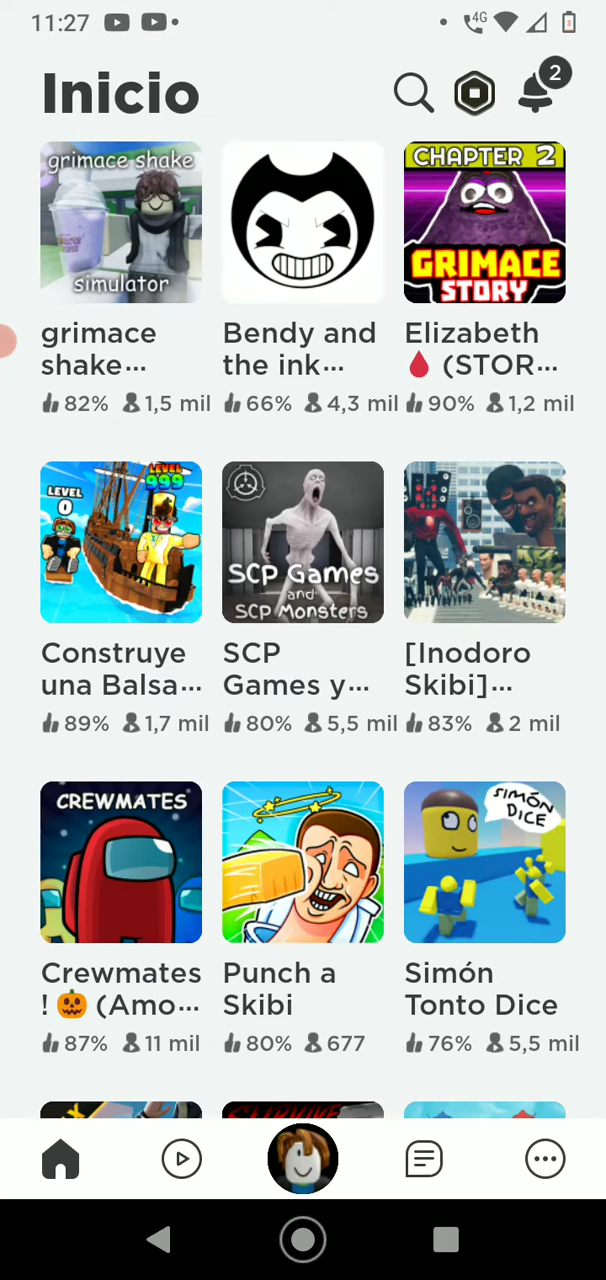 11:27
4G
3
Inicio
2
grimace shake
simulator
CHAPTER 2
GRIMACE
STORY
grimace
shake...
Bendy and
the ink...
Elizabeth
🩸 (STOR...
82% 1,5 mil
66% 4,3 mil
90% 1,2 mil
LEVEL
0
LEVEL
999
SCP Games
and
SCP Monsters
Construye
una Balsa...
SCP
Games y...
[Inodoro
Skibi]...
89% 1,7 mil
80% 5,5 mil
83% 2 mil
CREWMATES
SIMÓN
DICE
Crewmates
! 🎃 (Amo...
Punch a
Skibi
Simón
Tonto Dice
87% 11 mil
80% 677
76% 5,5 mil